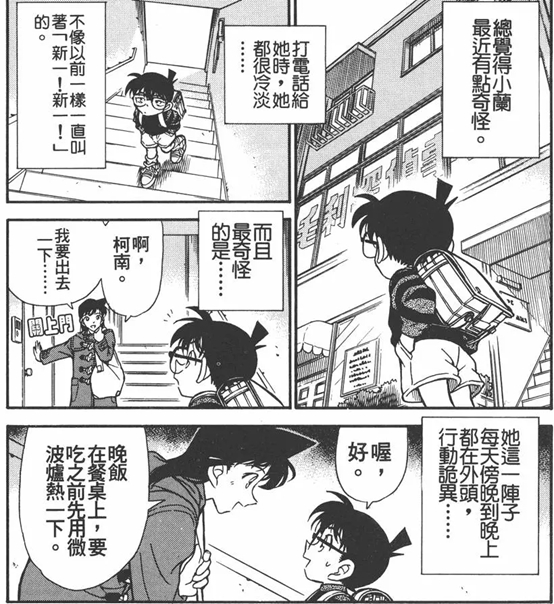 總覺得小蘭
最近有點奇怪。
毛利偵探
打電話給
她時，她
都很冷淡
……
不像以前一樣一直叫
著「新一！新一！」
的。
而且
最奇怪
的是……
啊，
柯南。
我要出去
一下……
關上門
她這一陣子
每天傍晚到晚上
都在外頭，
行動詭異……
喔，
好。
晚飯
在餐桌上，要
吃之前先用微
波爐熱一下。